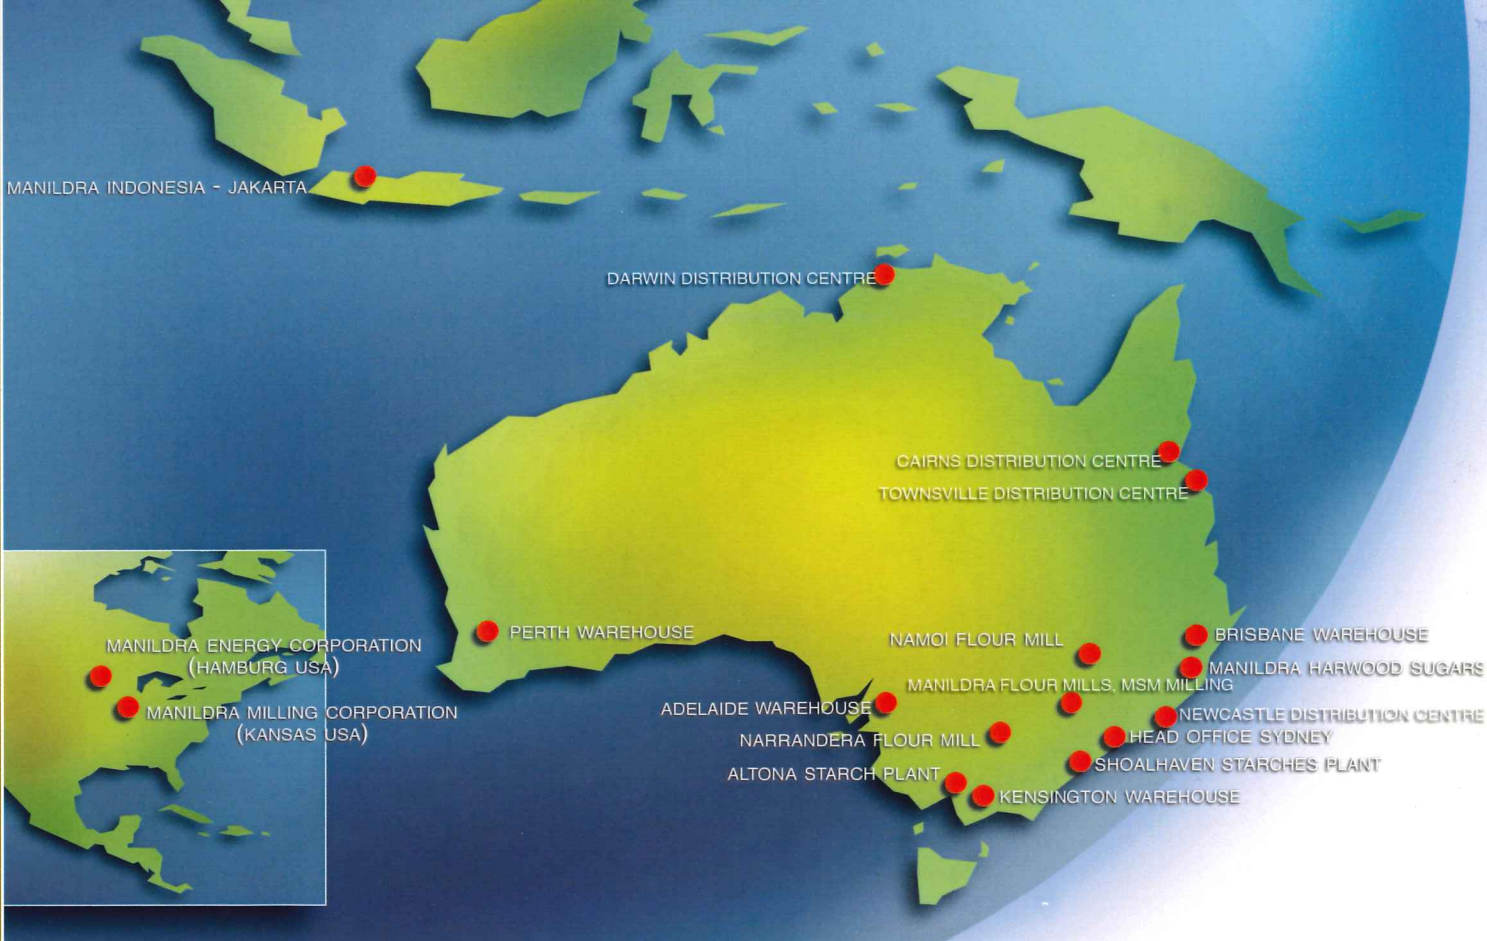 MANILDRA INDONESIA - JAKARTA
DARWIN DISTRIBUTION CENTRE
CAIRNS DISTRIBUTION CENTRE
TOWNSVILLE DISTRIBUTION CENTRE
PERTH WAREHOUSE
NAMOI FLOUR MILL
BRISBANE WAREHOUSE
MANILDRA ENERGY CORPORATION
(HAMBURG USA)
MANILDRA HARWOOD SUGARS
MANILDRA FLOUR MILLS, MSM MILLING
ADELAIDE WAREHOUSE
MANILDRA MILLING CORPORATION
(KANSAS USA)
NEWCASTLE DISTRIBUTION CENTRE
NARRANDERA FLOUR MILL
HEAD OFFICE SYDNEY
SHOALHAVEN STARCHES PLANT
ALTONA STARCH PLANT
KENSINGTON WAREHOUSE